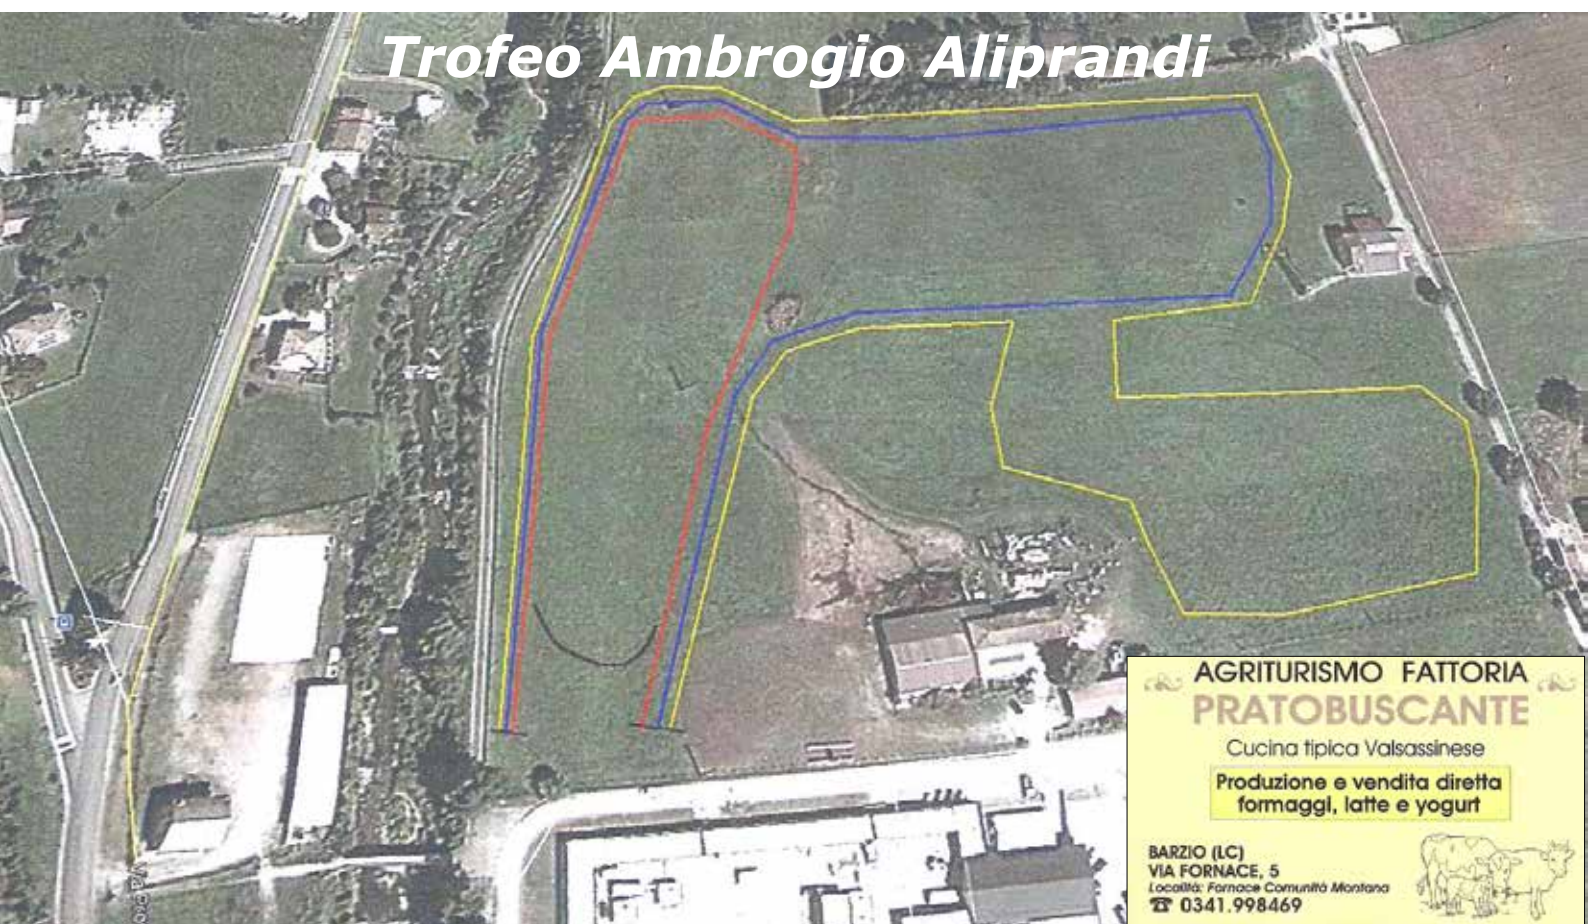 Trofeo Ambrogio Aliprandi
AGRITURISMO FATTORIA
PRATOBUSCANTE
Cucina tipica Valsassinese
Produzione e vendita diretta
formaggi, latte e yogurt
BARZIO (LC)
VIA FORNACE, 5
Località: Fornace Comunità Montana
☎ 0341.998469